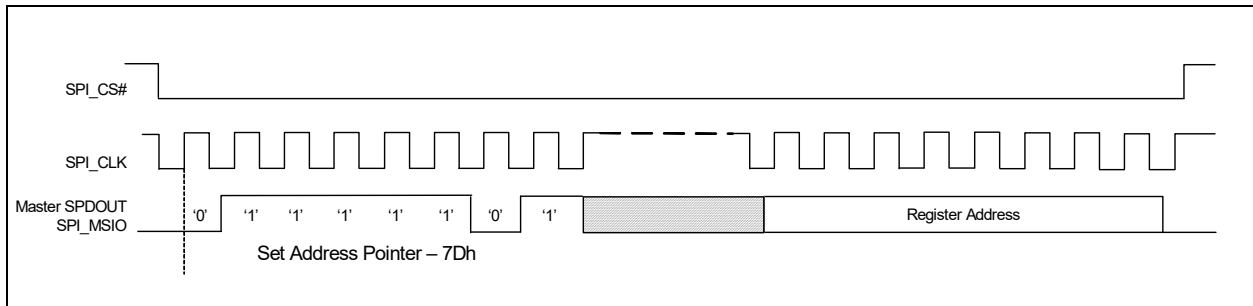 SPI_CS#
SPI_CLK
Master SPDOUT
SPI_MSIO
‘0’ ‘1’ ‘1’ ‘1’ ‘1’ ‘1’ ‘0’ ‘1’ Register Address
Set Address Pointer – 7Dh